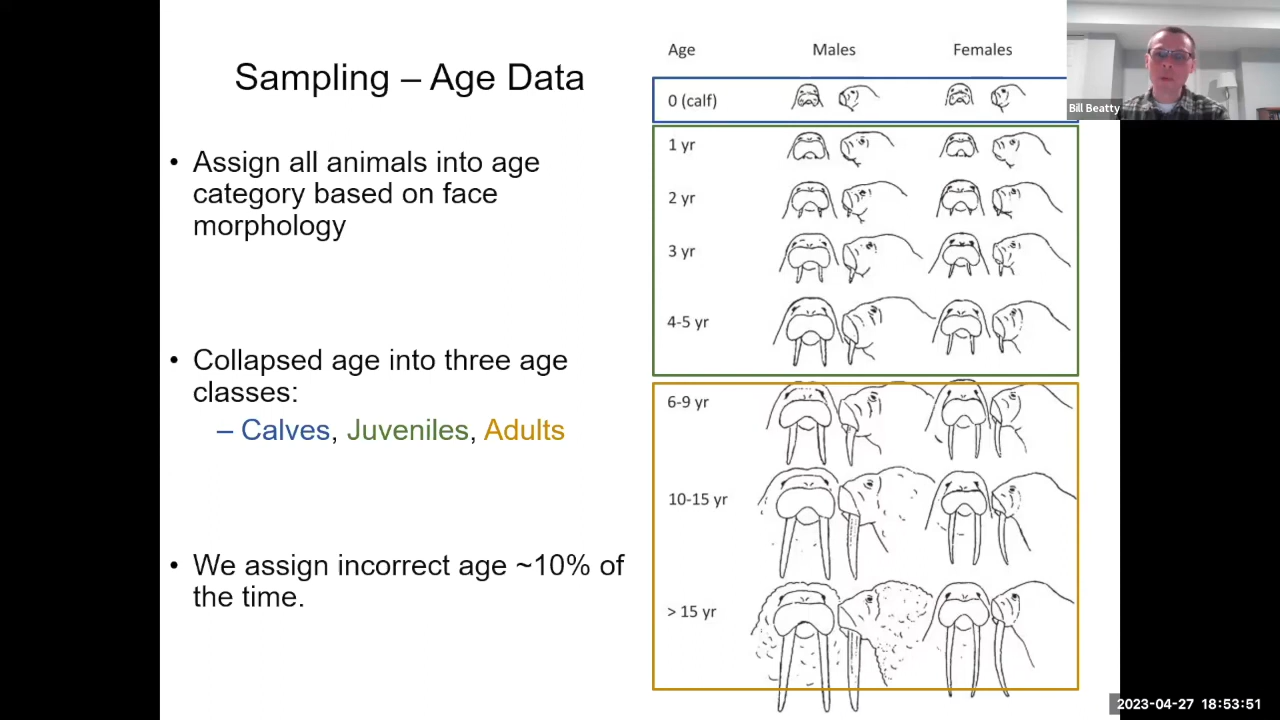 Sampling – Age Data
• Assign all animals into age
category based on face
morphology
• Collapsed age into three age
classes:
– Calves, Juveniles, Adults
• We assign incorrect age ~10% of
the time.
Age Males Females
0 (calf)
1 yr
2 yr
3 yr
4-5 yr
6-9 yr
10-15 yr
> 15 yr
Bill Beatty
2023-04-27 18:53:51